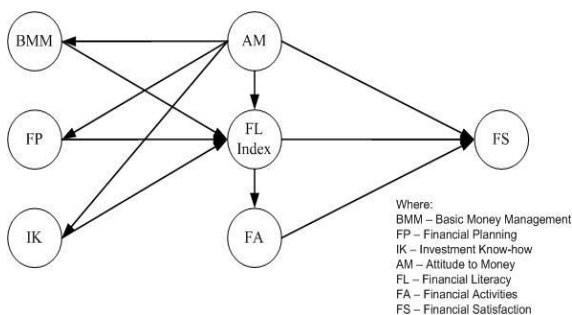 BMM
AM
FP
FL
Index
FS
IK
FA
Where:
BMM – Basic Money Management
FP – Financial Planning
IK – Investment Know-how
AM – Attitude to Money
FL – Financial Literacy
FA – Financial Activities
FS – Financial Satisfaction